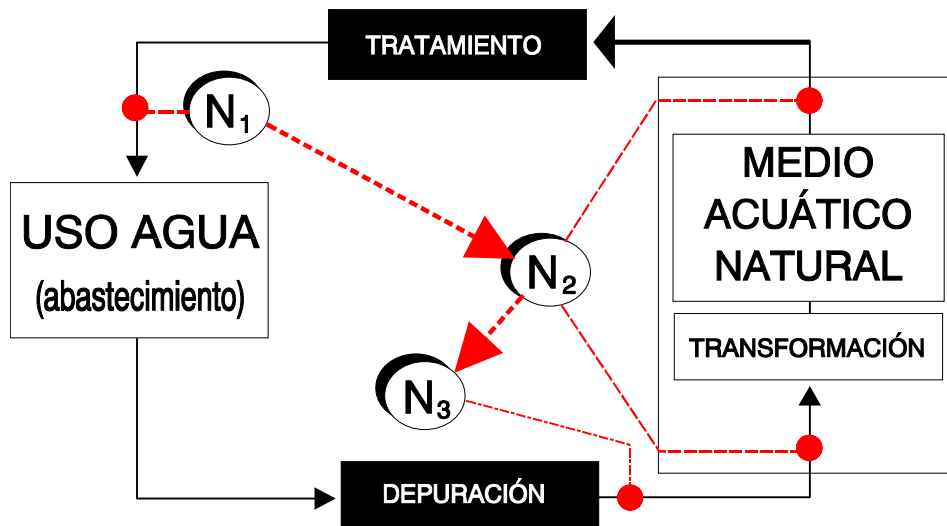 TRATAMIENTO
N1
MEDIO
ACUÁTICO
NATURAL
USO AGUA
(abastecimiento)
N2
TRANSFORMACIÓN
N3
DEPURACIÓN